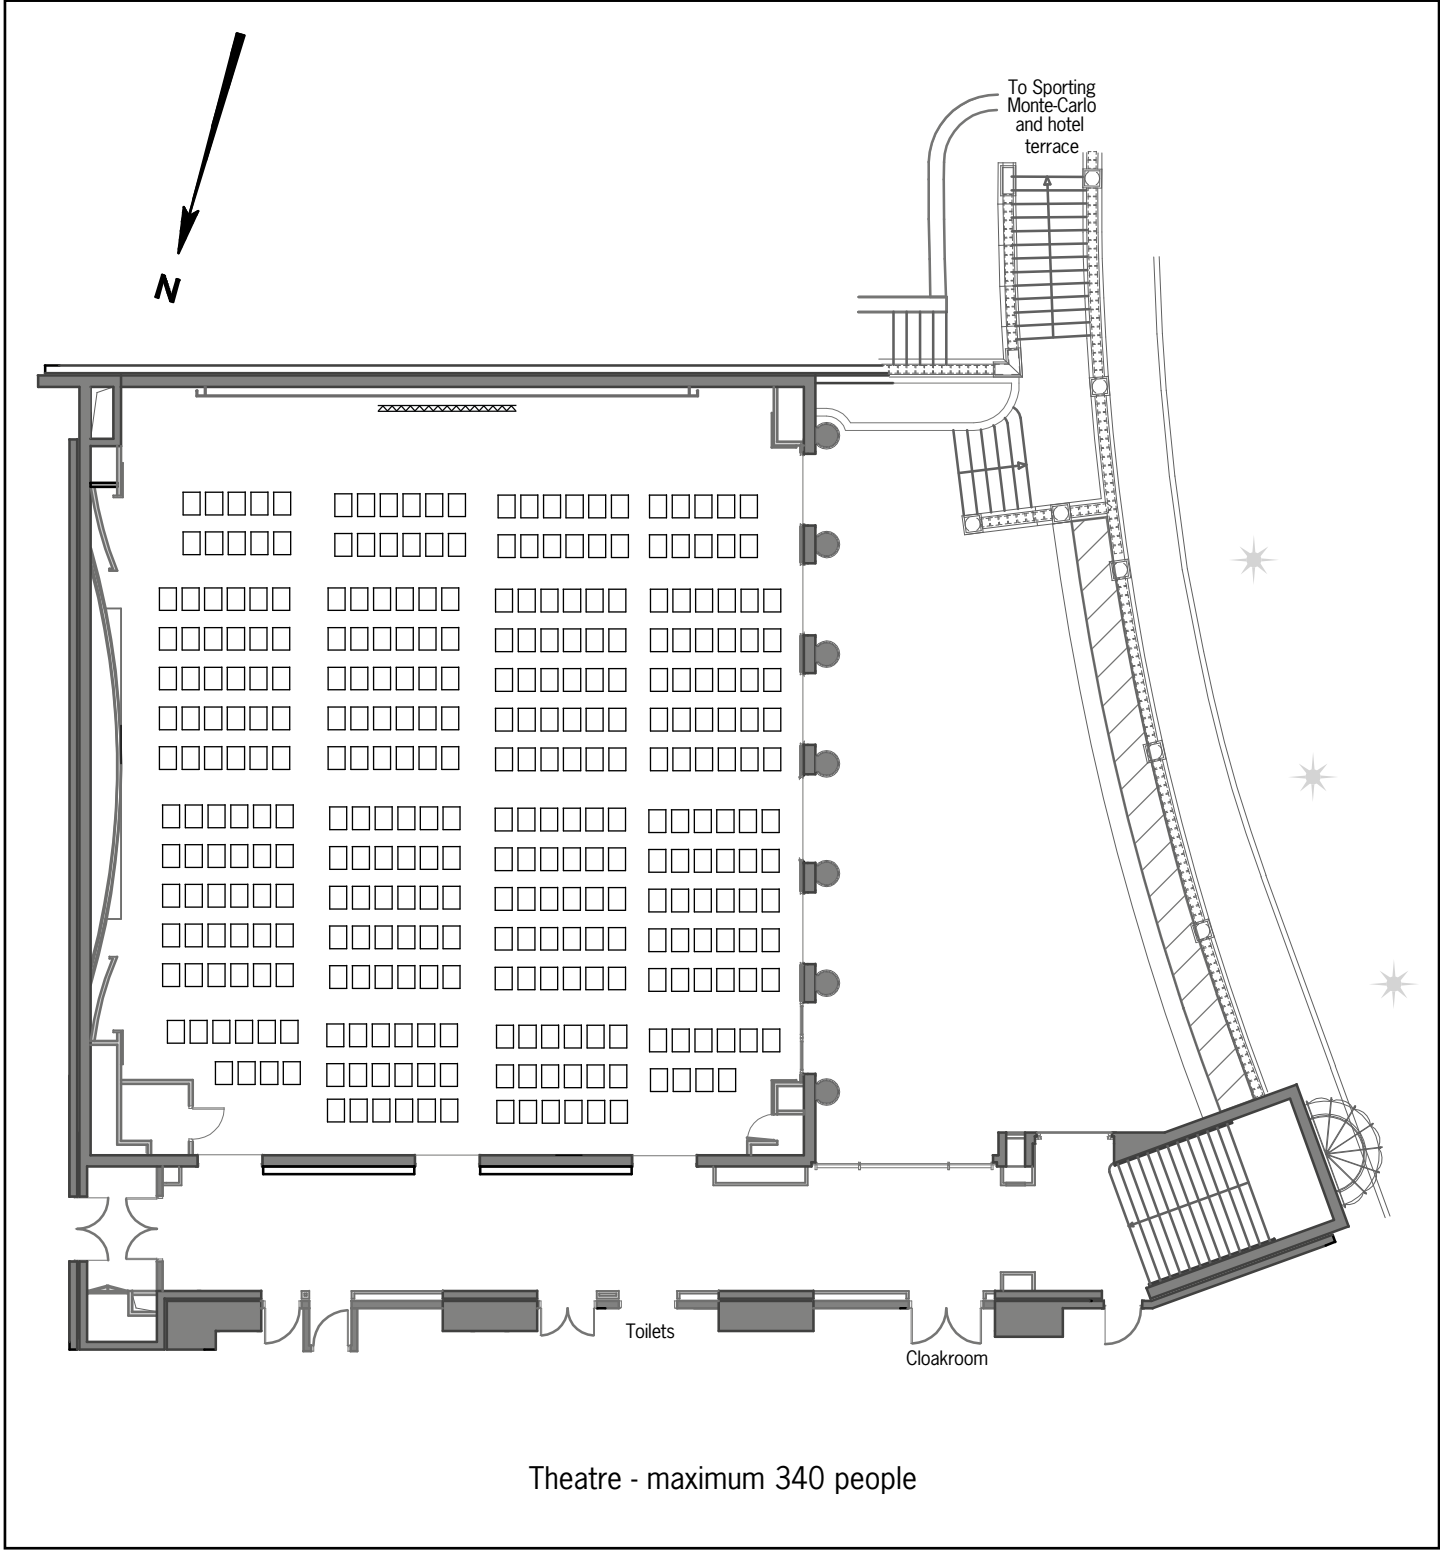 To Sporting
Monte-Carlo
and hotel
terrace
N
Toilets
Cloakroom
Theatre - maximum 340 people